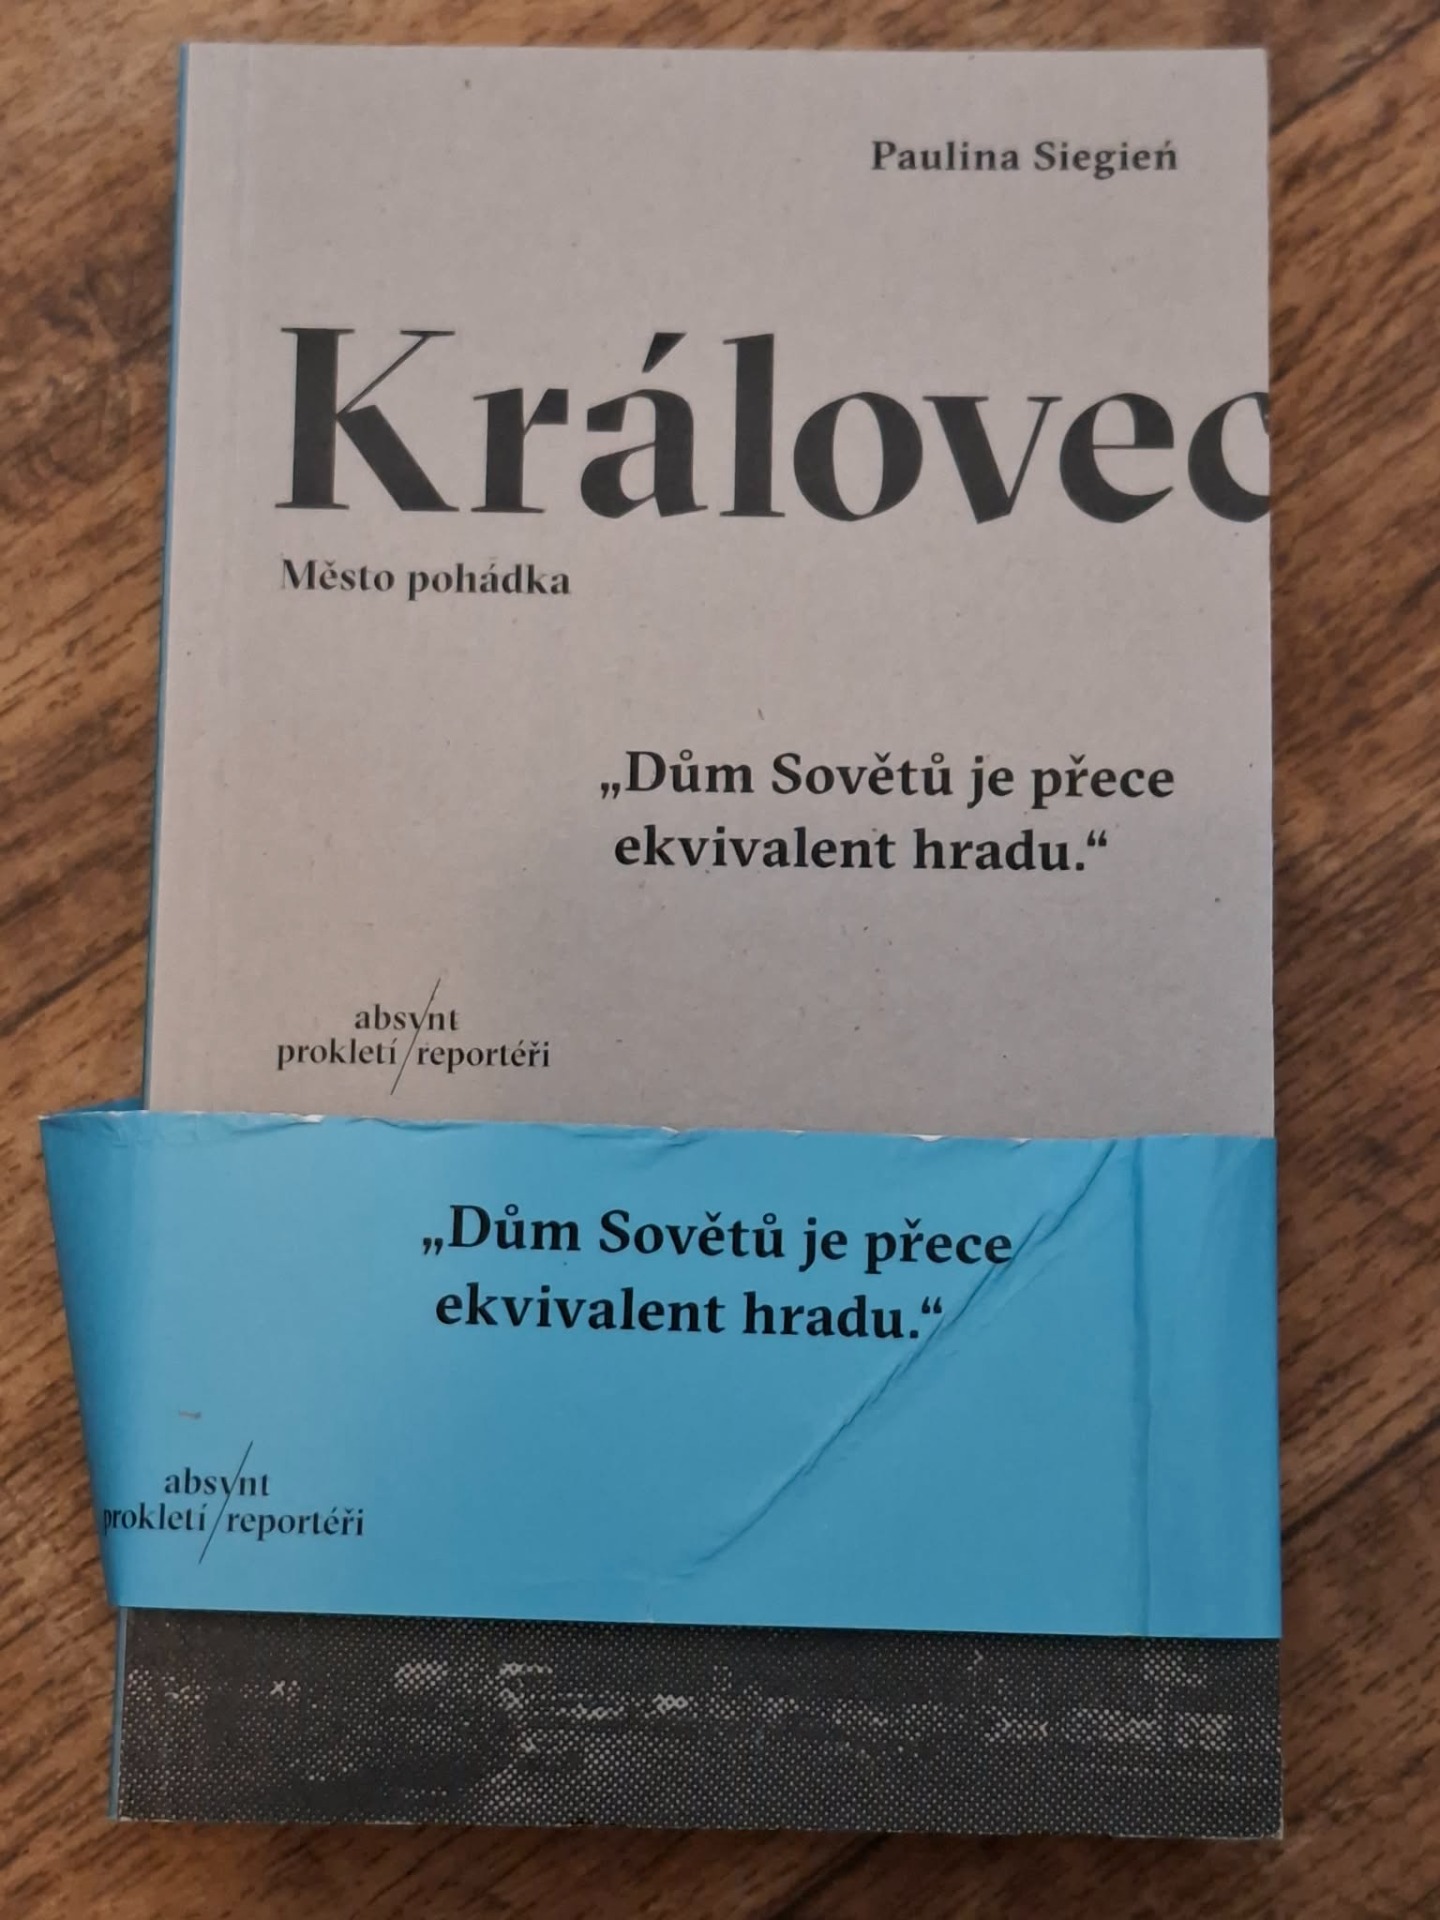 Paulina Siegień
Královec
Město pohádka
„Dům Sovětů je přece
ekvivalent hradu.“
absynt
prokletí/reportéři
„Dům Sovětů je přece
ekvivalent hradu.“
absynt
prokletí/reportéři